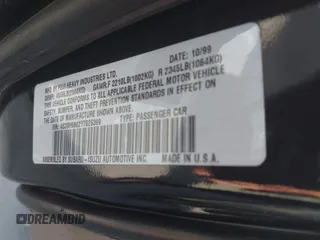 MFD. BY FUJI HEAVY INDUSTRIES LTD. 10/99
GAWR:F 2210LB(1002KG) R 2345LB(1064KG)
THIS VEHICLE CONFORMS TO ALL APPLICABLE FEDERAL MOTOR VEHICLE
SAFETY, BUMPER, AND THEFT PREVENTION STANDARDS IN EFFECT ON THE DATE OF
MANUFACTURE SHOWN ABOVE.
TYPE: PASSENGER CAR
MFD. BY SUBARU-ISUZU AUTOMOTIVE INC. MADE IN U.S.A.
DREAMBID